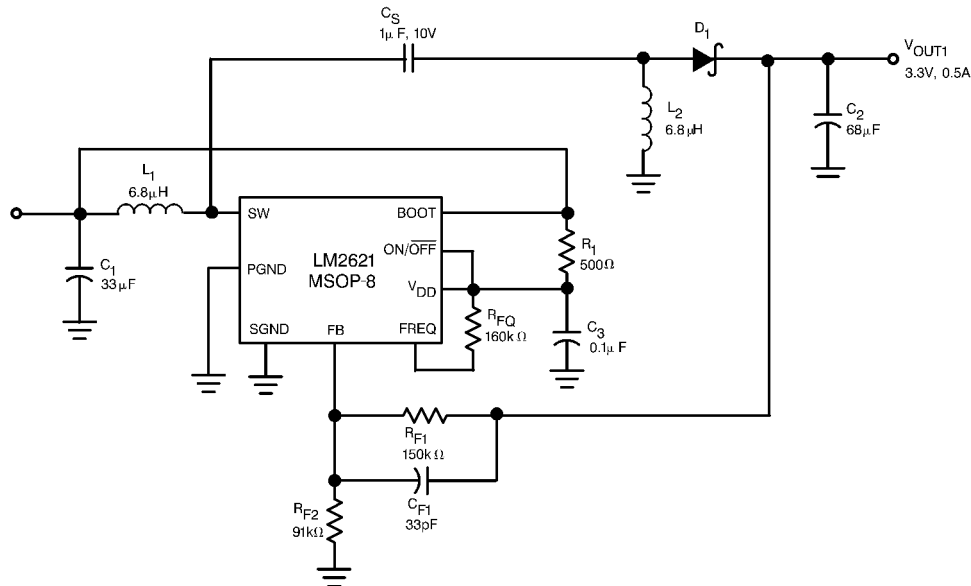 C_S
1μF, 10V
D_1
V_OUT1
3.3V, 0.5A
L_2
6.8μH
C_2
68μF
L_1
6.8μH
SW
BOOT
ON/O̅F̅F̅
LM2621
MSOP-8
R_1
500Ω
C_1
33μF
PGND
V_DD
R_FQ
160kΩ
C_3
0.1μF
SGND
FB
FREQ
R_F1
150kΩ
C_F1
33pF
R_F2
91kΩ